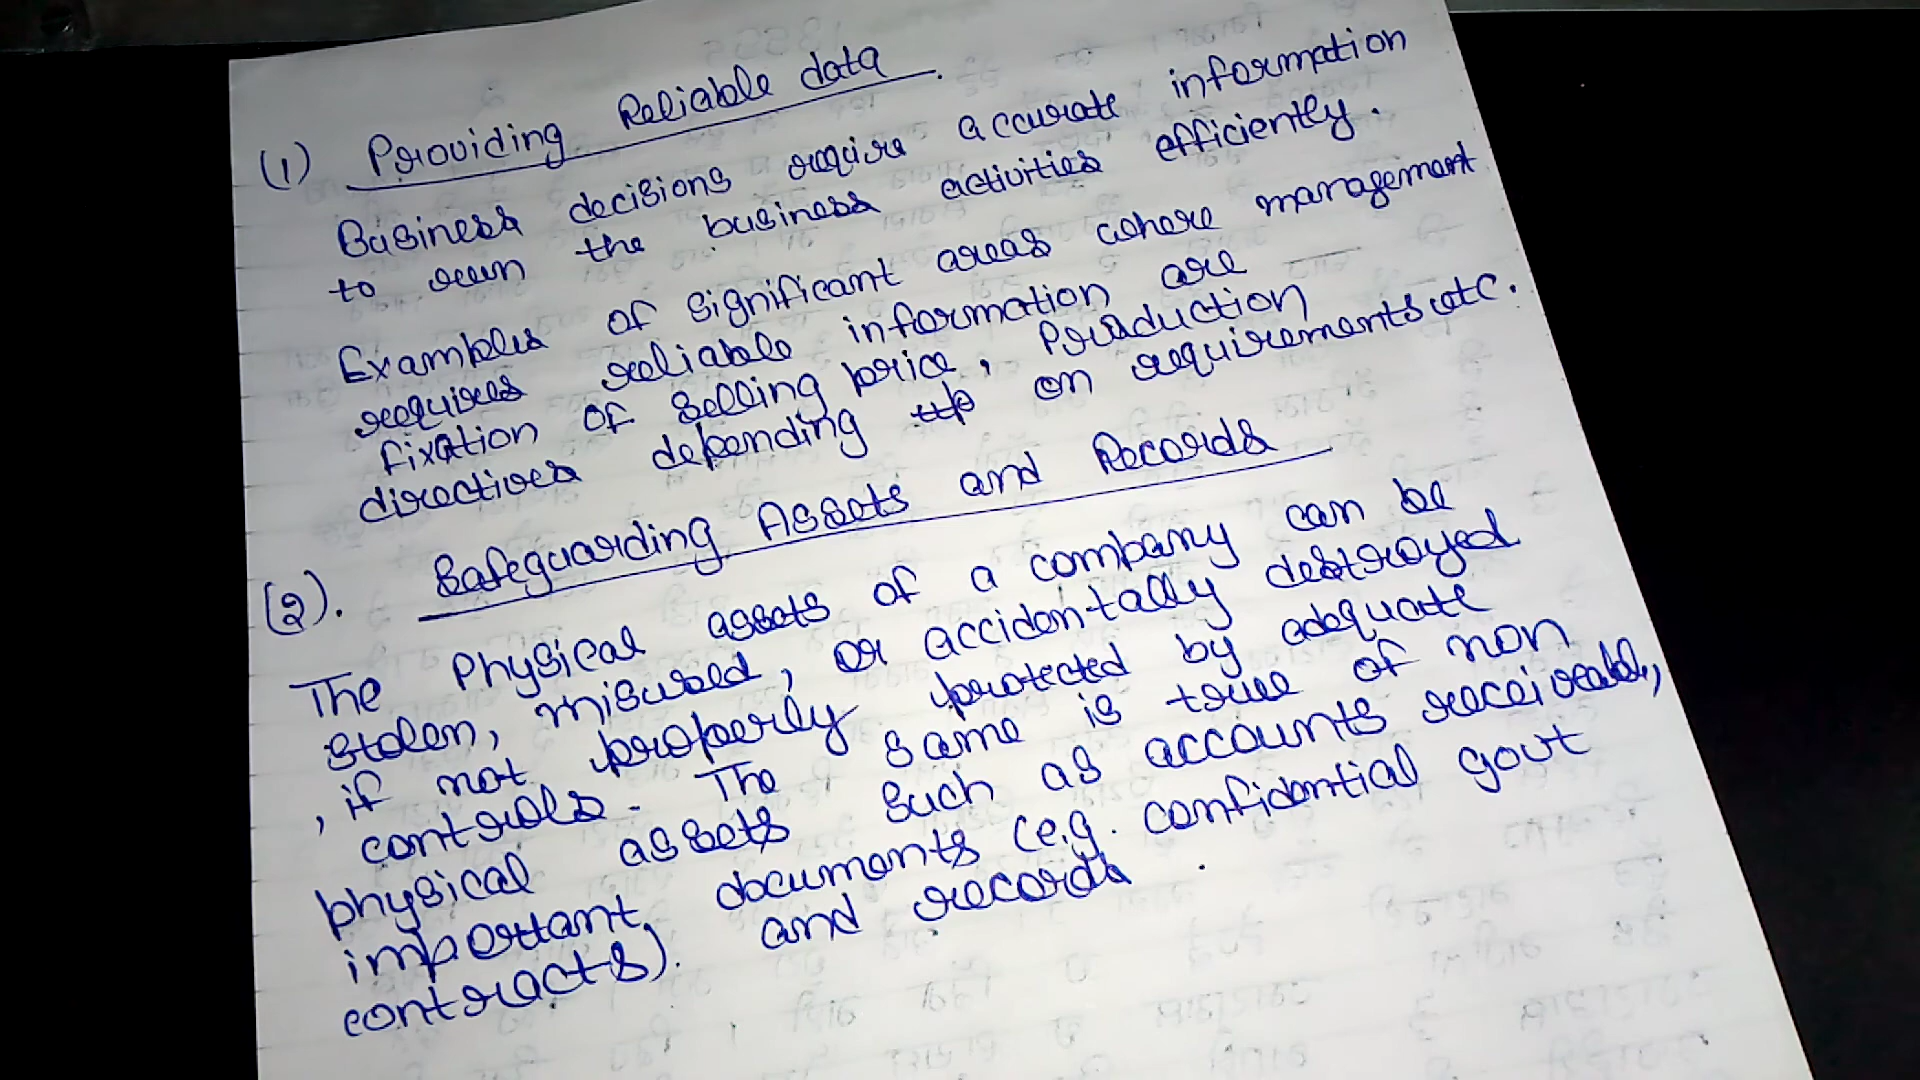 (1) Providing Reliable data.
Business decisions require accurate information
to run the business activities efficiently.
Examples of significant areas where management
requires reliable information are
fixation of selling price, Production
directives depending on requirements etc.
(2). Safeguarding Assets and Records
The Physical assets of a company can be
stolen, misused, or accidentally destroyed
, if not properly protected by adequate
controls. The same is true of non
physical assets such as accounts receivable,
important documents (e.g. confidential govt
contracts). and records.